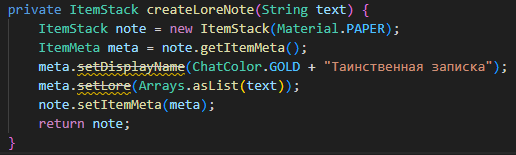 private ItemStack createLoreNote(String text) {
    ItemStack note = new ItemStack(Material.PAPER);
    ItemMeta meta = note.getItemMeta();
    meta.setDisplayName(ChatColor.GOLD + "Таинственная записка");
    meta.setLore(Arrays.asList(text));
    note.setItemMeta(meta);
    return note;
}